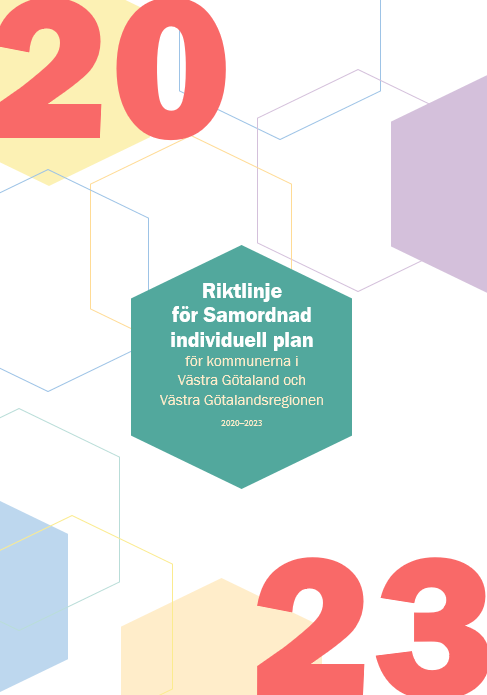 20
Riktlinje
för Samordnad
individuell plan
för kommunerna i
Västra Götaland och
Västra Götalandsregionen
2020–2023
23